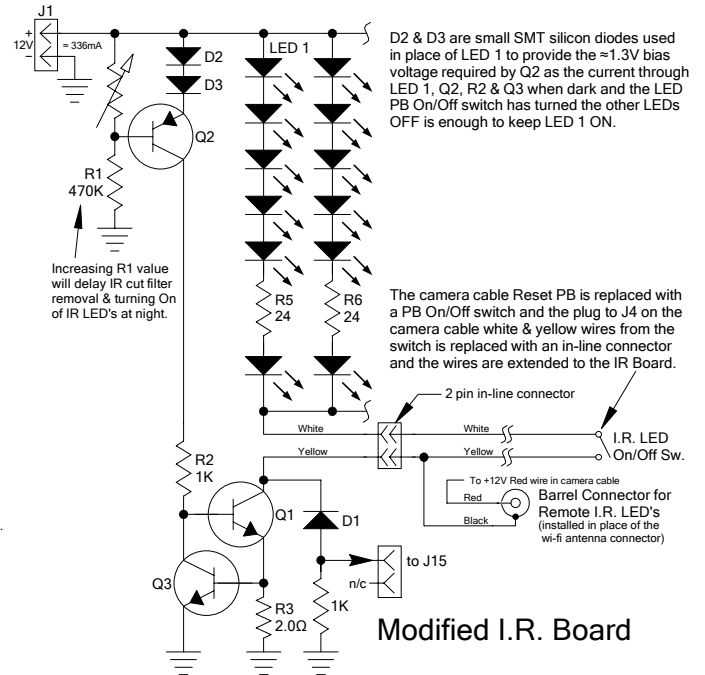 J1
+
12V
−
≈ 336mA
D2
D3
LED 1
Q2
R1
470K
Increasing R1 value
will delay IR cut filter
removal & turning On
of IR LED's at night.
D2 & D3 are small SMT silicon diodes used
in place of LED 1 to provide the ≈1.3V bias
voltage required by Q2 as the current through
LED 1, Q2, R2 & Q3 when dark and the LED
PB On/Off switch has turned the other LEDs
OFF is enough to keep LED 1 ON.
R5
24
R6
24
The camera cable Reset PB is replaced with
a PB On/Off switch and the plug to J4 on the
camera cable white & yellow wires from the
switch is replaced with an in-line connector
and the wires are extended to the IR Board.
2 pin in-line connector
White
White
Yellow
Yellow
I.R. LED
On/Off Sw.
To +12V Red wire in camera cable
Red
Black
Barrel Connector for
Remote I.R. LED's
(installed in place of the
wi-fi antenna connector)
R2
1K
Q1
D1
Q3
to J15
n/c
R3
2.0Ω
1K
Modified I.R. Board
.